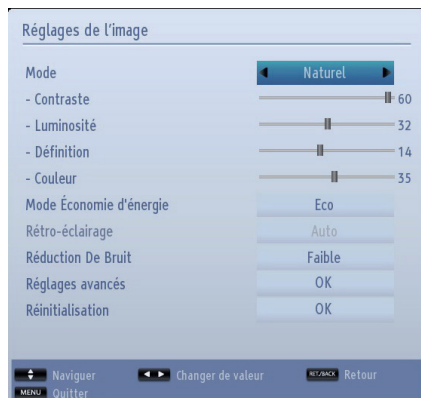 Réglages de l'image
Mode Naturel
- Contraste 60
- Luminosité 32
- Définition 14
- Couleur 35
Mode Économie d'énergie Eco
Rétro-éclairage Auto
Réduction De Bruit Faible
Réglages avancés OK
Réinitialisation OK
Naviguer Changer de valeur RET./BACK Retour
MENU Quitter